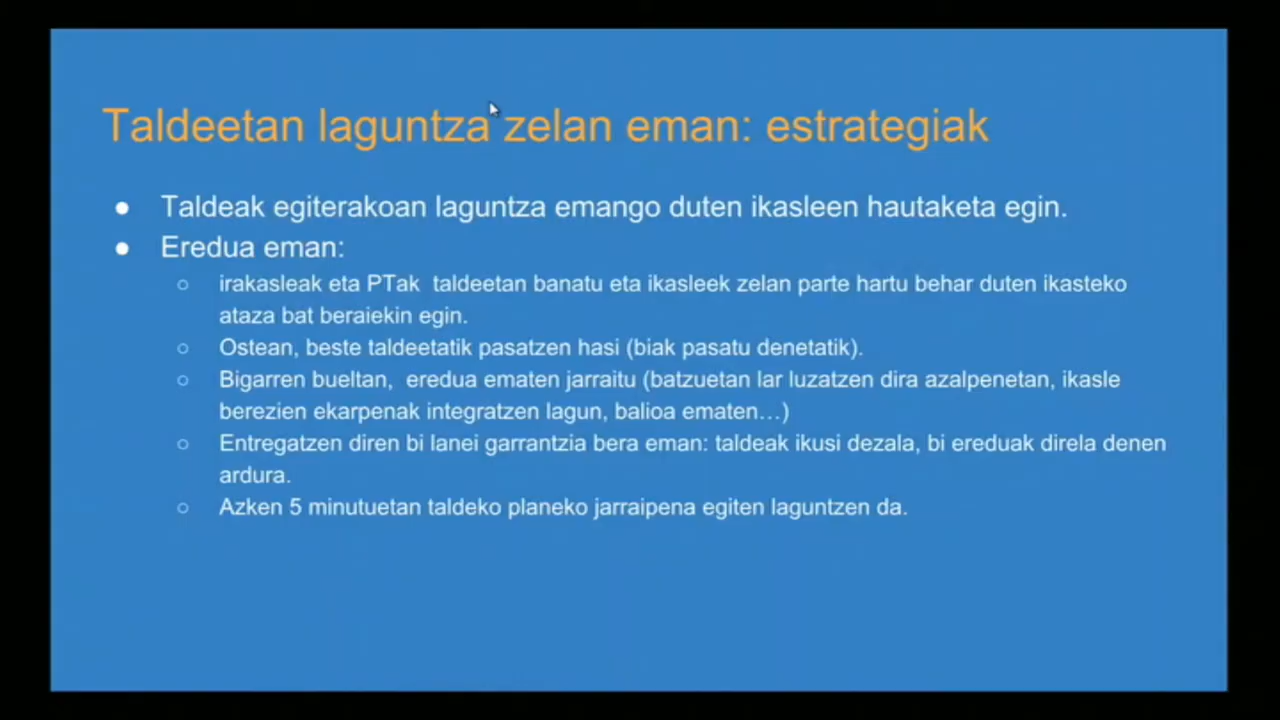 Taldeetan laguntza zelan eman: estrategiak
● Taldeak egiterakoan laguntza emango duten ikasleen hautaketa egin.
● Eredua eman:
○ irakasleak eta PTak taldeetan banatu eta ikasleek zelan parte hartu behar duten ikasteko
ataza bat beraiekin egin.
○ Ostean, beste taldeetatik pasatzen hasi (biak pasatu denetatik).
○ Bigarren bueltan, eredua ematen jarraitu (batzuetan lar luzatzen dira azalpenetan, ikasle
berezien ekarpenak integratzen lagun, balioa ematen…)
○ Entregatzen diren bi lanei garrantzia bera eman: taldeak ikusi dezala, bi ereduak direla denen
ardura.
○ Azken 5 minutuetan taldeko planeko jarraipena egiten laguntzen da.